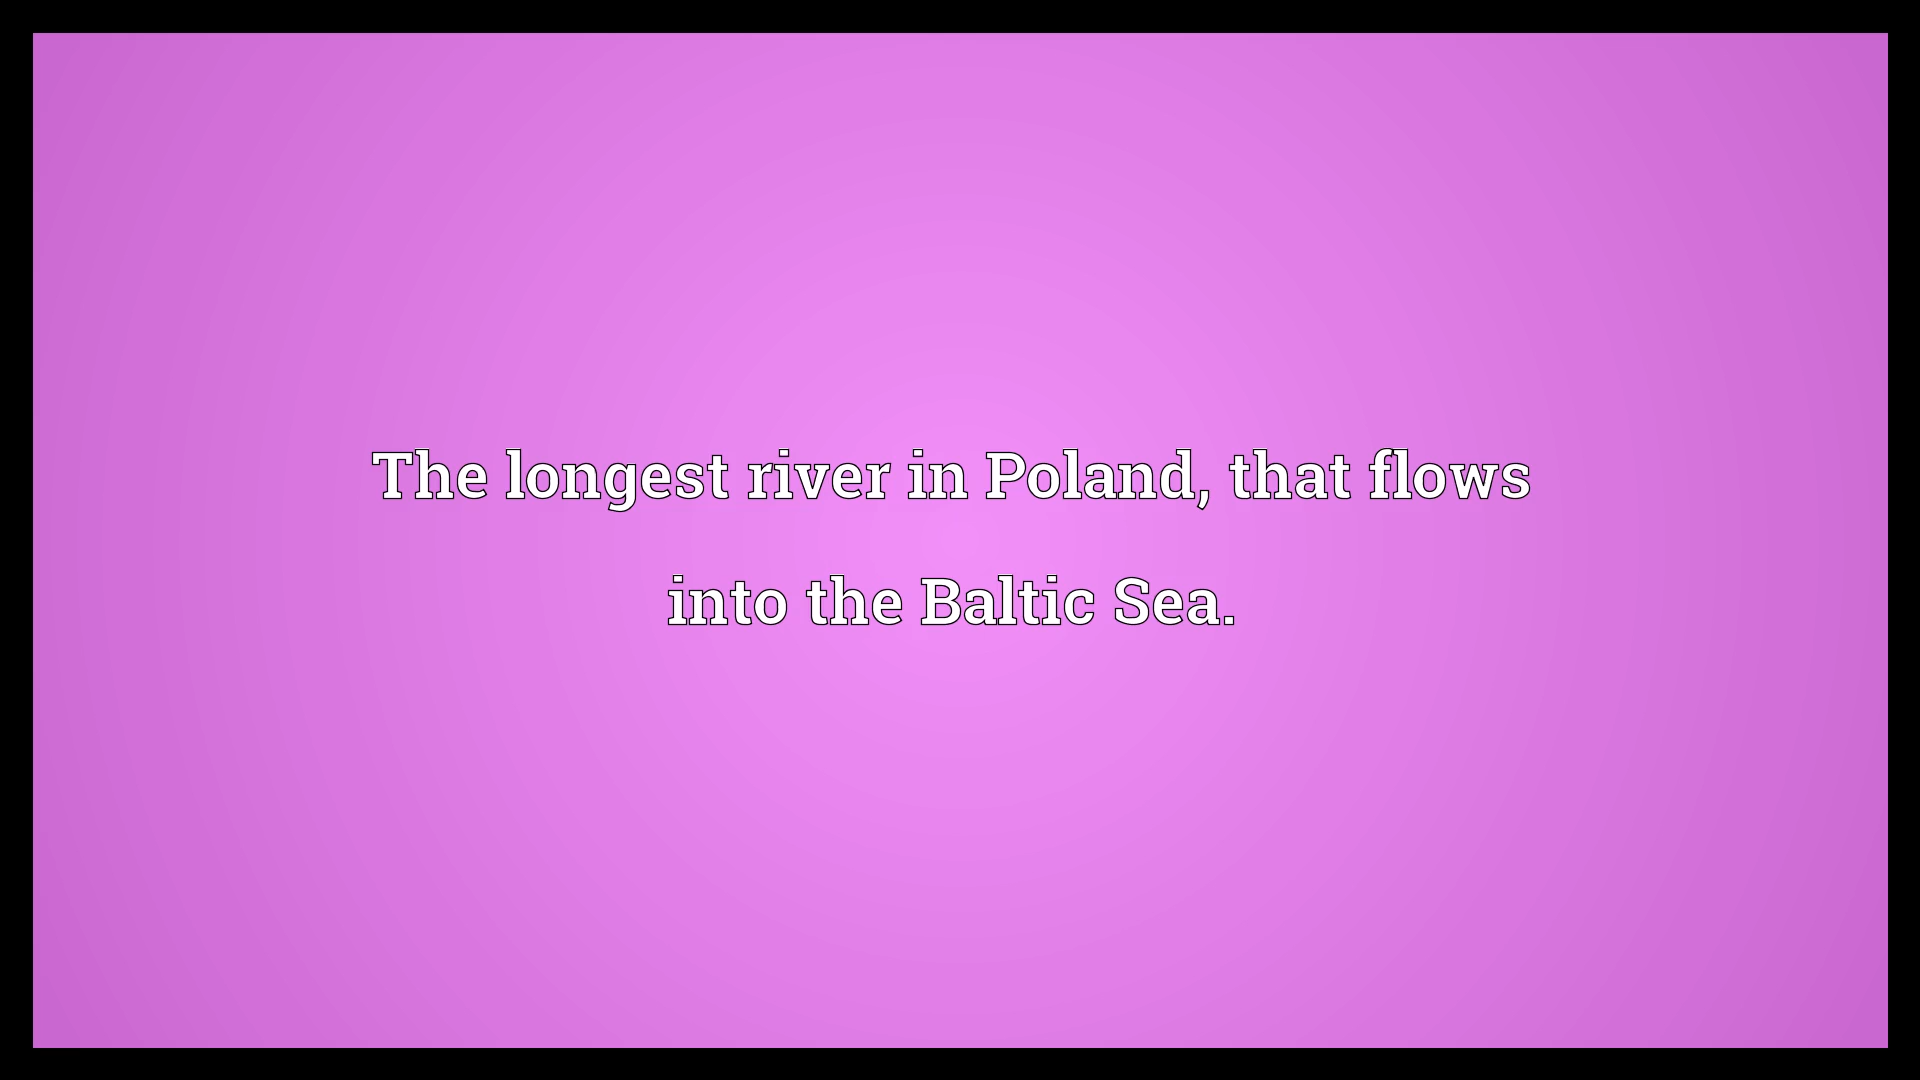 The longest river in Poland, that flows
into the Baltic Sea.